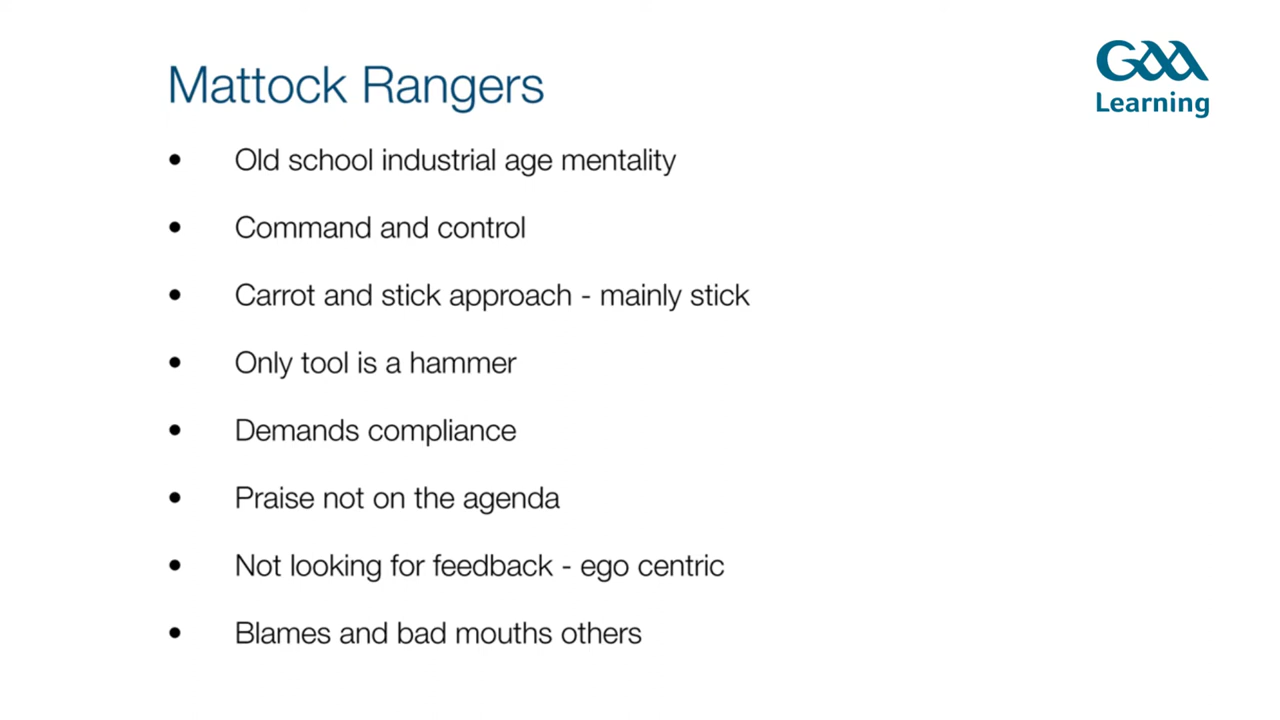 GAA
Learning
Mattock Rangers
• Old school industrial age mentality
• Command and control
• Carrot and stick approach - mainly stick
• Only tool is a hammer
• Demands compliance
• Praise not on the agenda
• Not looking for feedback - ego centric
• Blames and bad mouths others